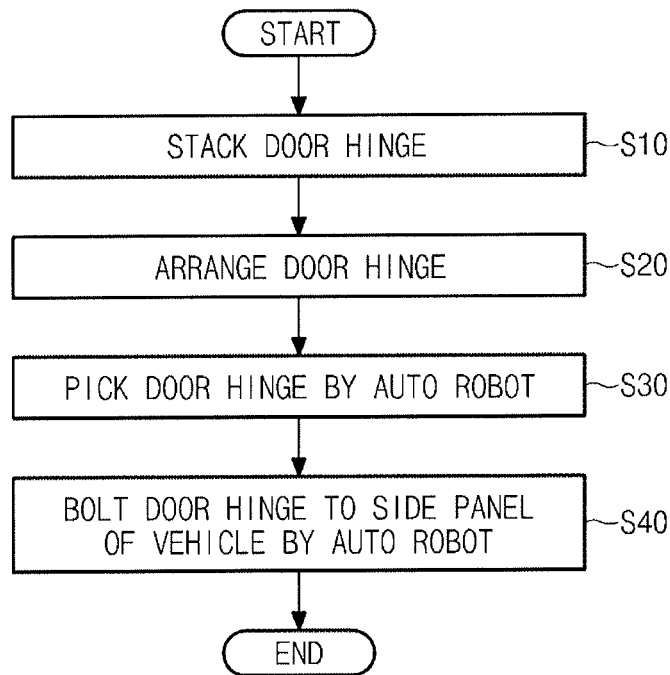 START
STACK DOOR HINGE
S10
ARRANGE DOOR HINGE
S20
PICK DOOR HINGE BY AUTO ROBOT
S30
BOLT DOOR HINGE TO SIDE PANEL
OF VEHICLE BY AUTO ROBOT
S40
END